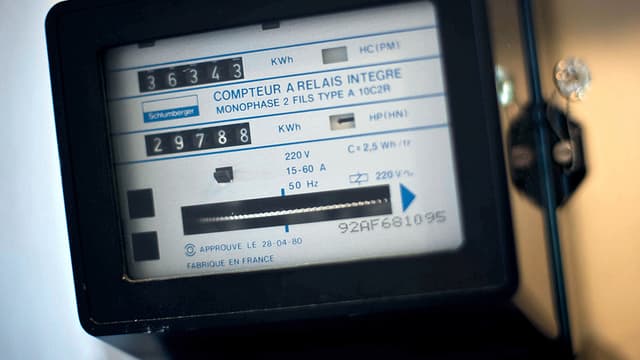 36343 KWh HC(PM)
COMPTEUR A RELAIS INTEGRE
Schlumberger MONOPHASE 2 FILS TYPE A 10C2R
29788 KWh HP(HN)
220 V C = 2,5 Wh/tr
15-60 A 220 V~
50 Hz
92AF681095
APPROUVE LE 28-04-80
FABRIQUE EN FRANCE